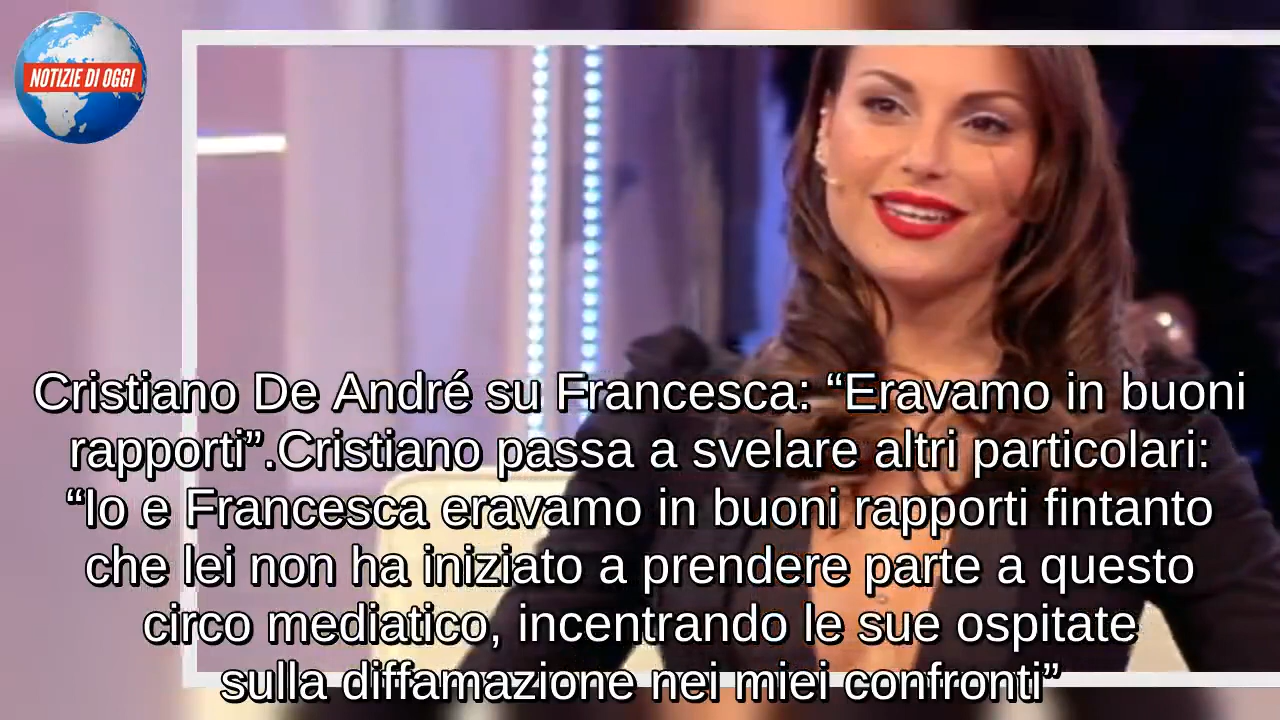 NOTIZIE DI OGGI
Cristiano De André su Francesca: “Eravamo in buoni
rapporti”.Cristiano passa a svelare altri particolari:
“Io e Francesca eravamo in buoni rapporti fintanto
che lei non ha iniziato a prendere parte a questo
circo mediatico, incentrando le sue ospitate
sulla diffamazione nei miei confronti”